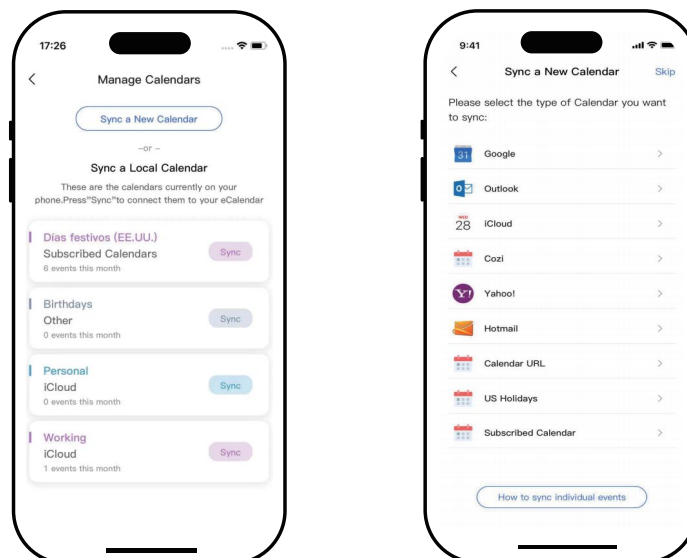 17:26
Manage Calendars
Sync a New Calendar
–or –
Sync a Local Calendar
These are the calendars currently on your
phone.Press"Sync"to connect them to your eCalendar
Días festivos (EE.UU.)
Subscribed Calendars
6 events this month
Sync
Birthdays
Other
0 events this month
Sync
Personal
iCloud
0 events this month
Sync
Working
iCloud
1 events this month
Sync
9:41
Sync a New Calendar
Skip
Please select the type of Calendar you want
to sync:
31
Google
Outlook
WED
28
iCloud
Cozi
Y!
Yahoo!
Hotmail
Calendar URL
US Holidays
Subscribed Calendar
How to sync individual events